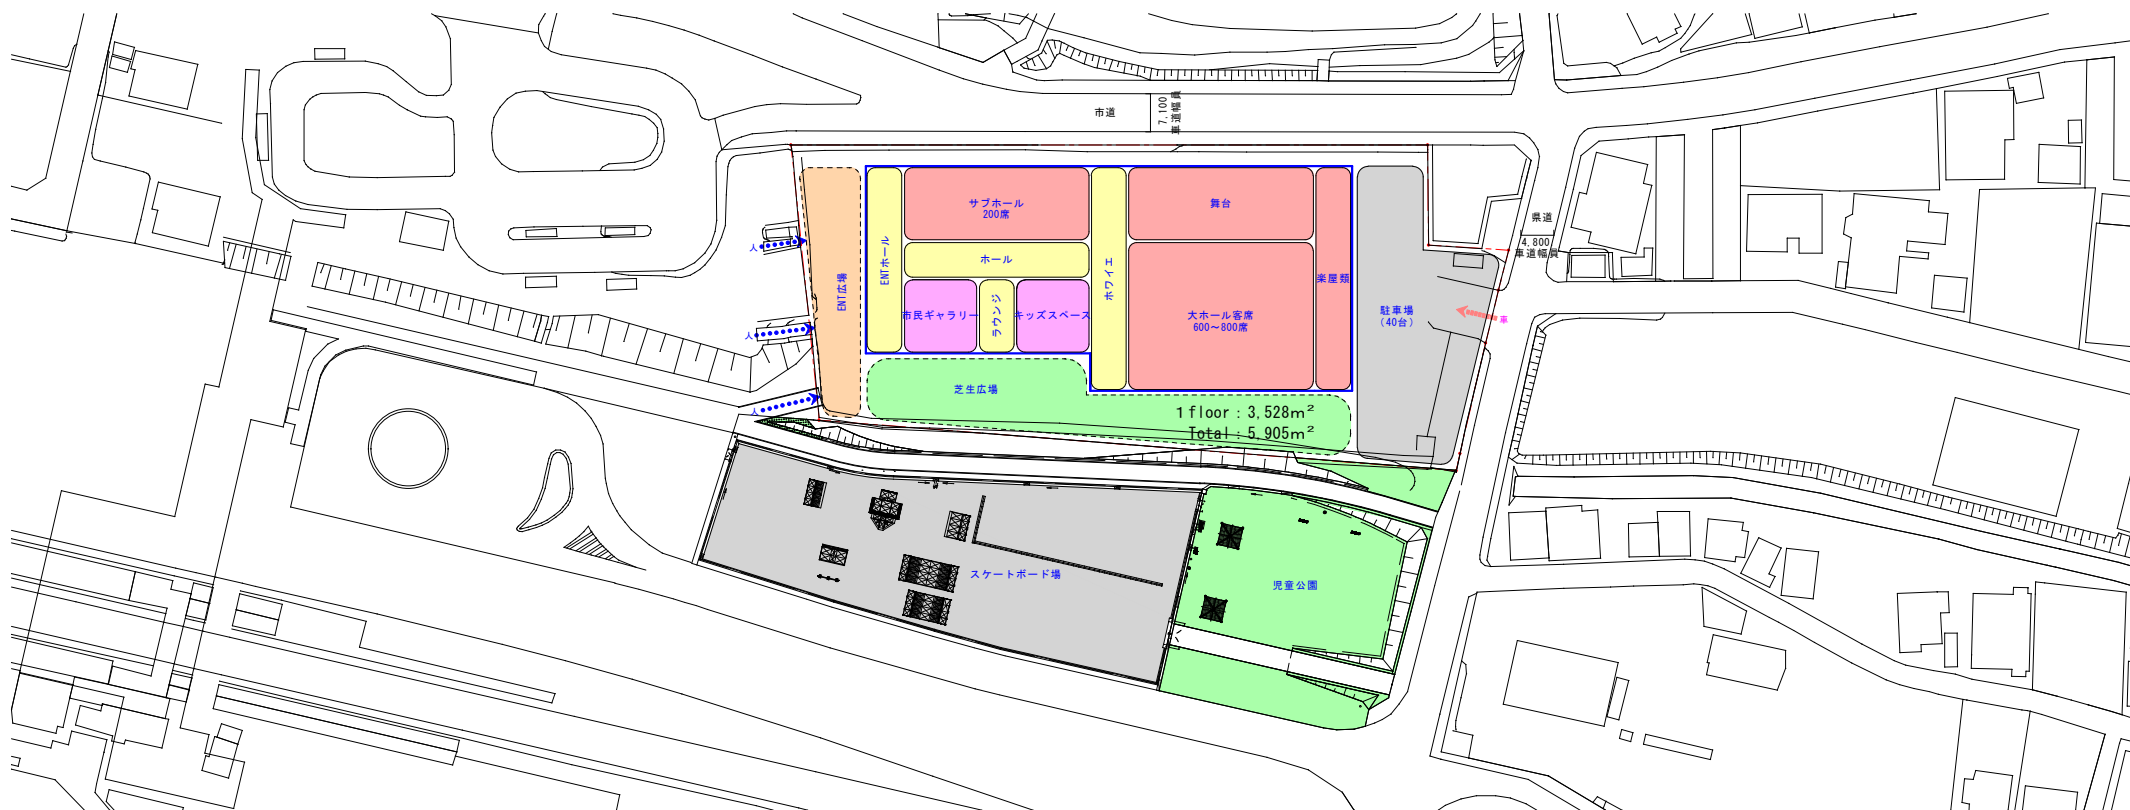 市道
7,100
車道幅員
サブホール
200席
舞台
県道
4,800
車道幅員
人
ENTホール
ホール
ホワイエ
楽屋類
ENT広場
市民ギャラリー
ラウンジ
キッズスペース
大ホール客席
600～800席
駐車場
(40台)
車
人
芝生広場
人
1floor：3,528m²
Total：5,905m²
スケートボード場
児童公園